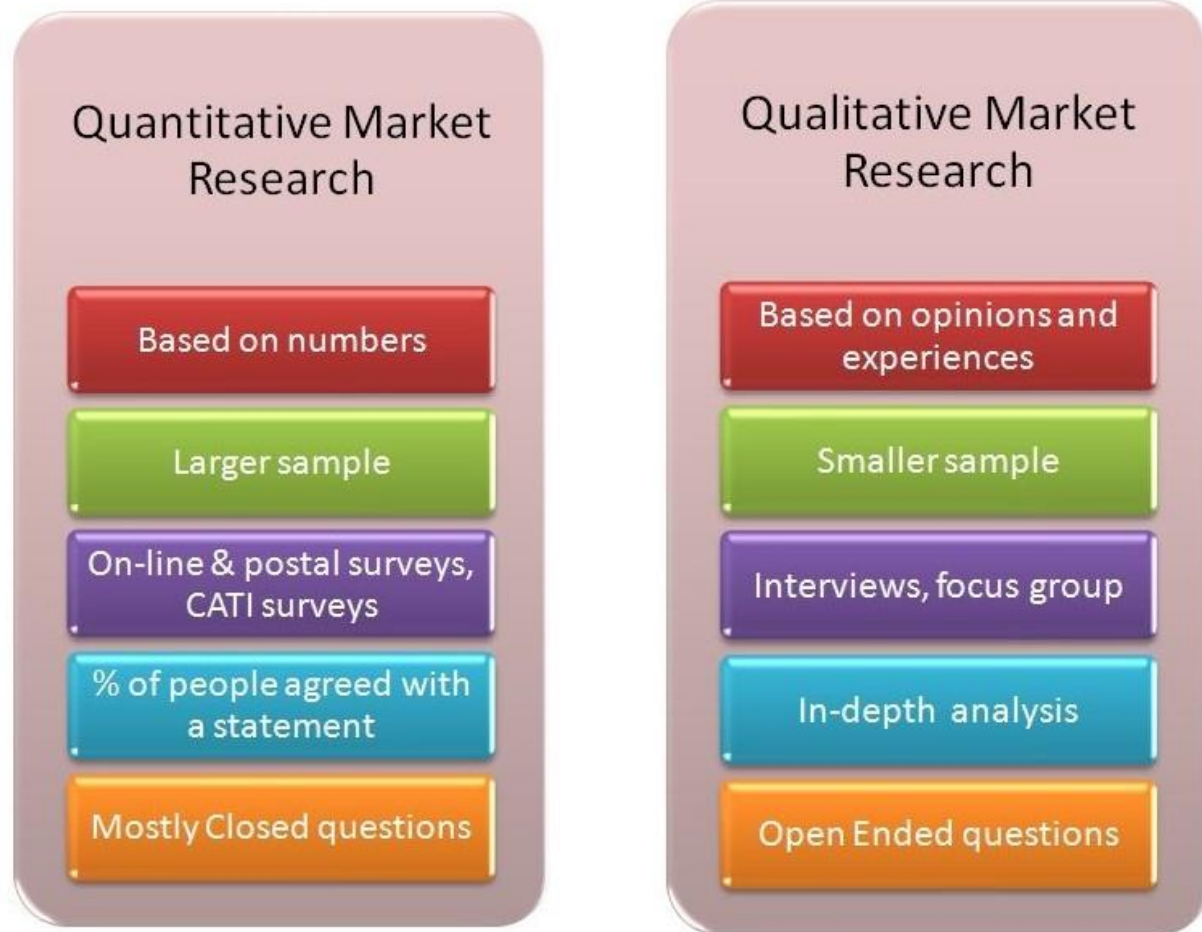 Quantitative Market
Research
Based on numbers
Larger sample
On-line & postal surveys,
CATI surveys
% of people agreed with
a statement
Mostly Closed questions
Qualitative Market
Research
Based on opinions and
experiences
Smaller sample
Interviews, focus group
In-depth analysis
Open Ended questions